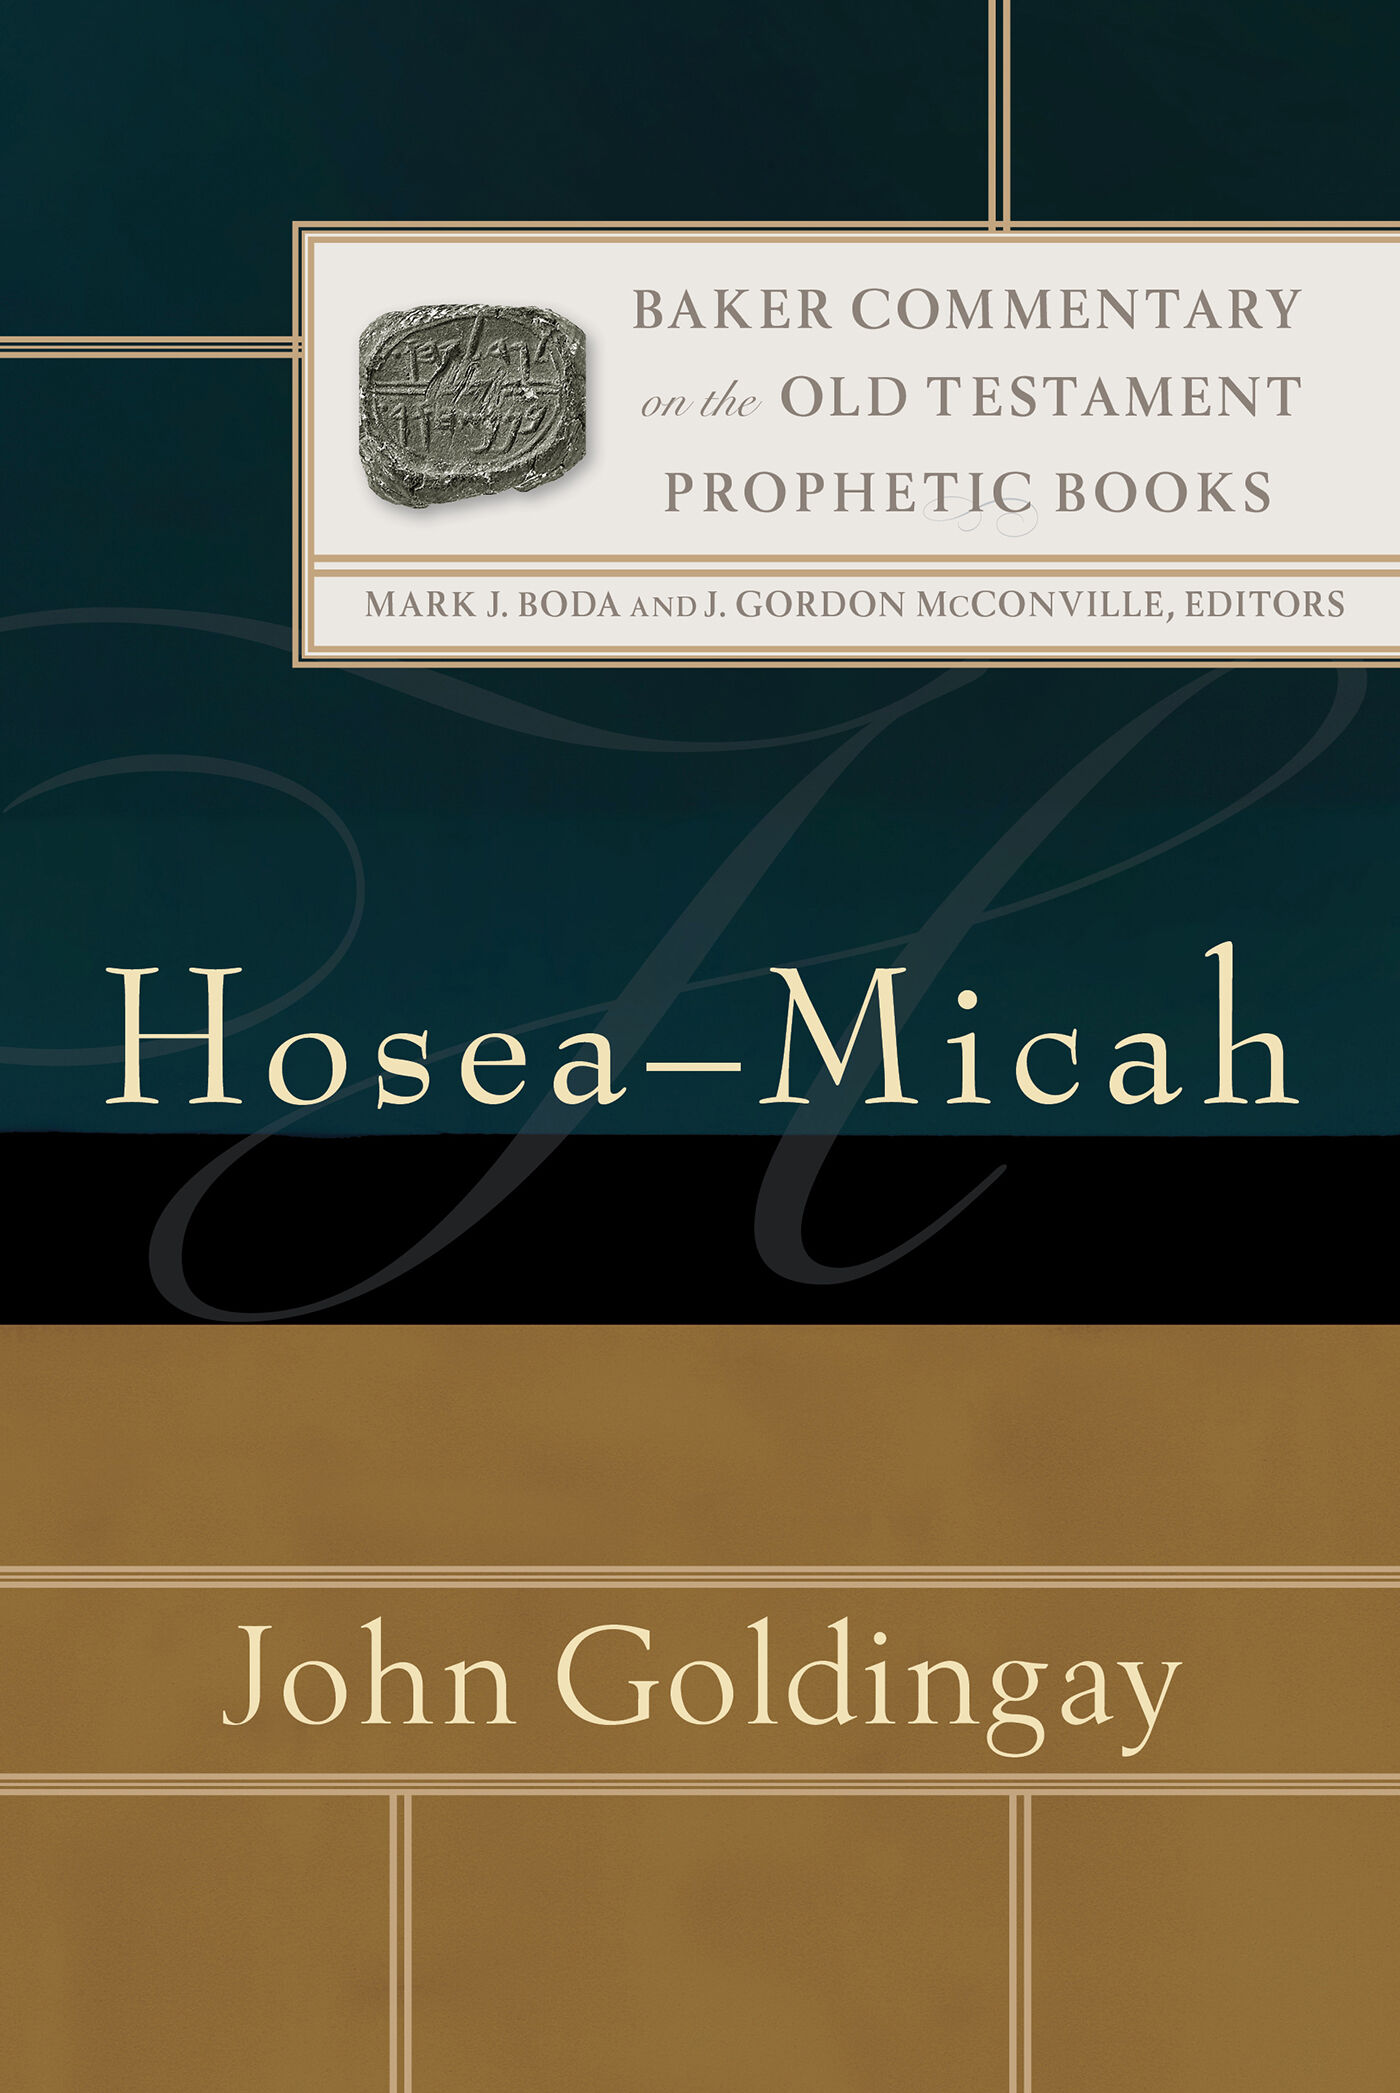 BAKER COMMENTARY
on the OLD TESTAMENT
PROPHETIC BOOKS
MARK J. BODA AND J. GORDON McCONVILLE, EDITORS
Hosea–Micah
John Goldingay